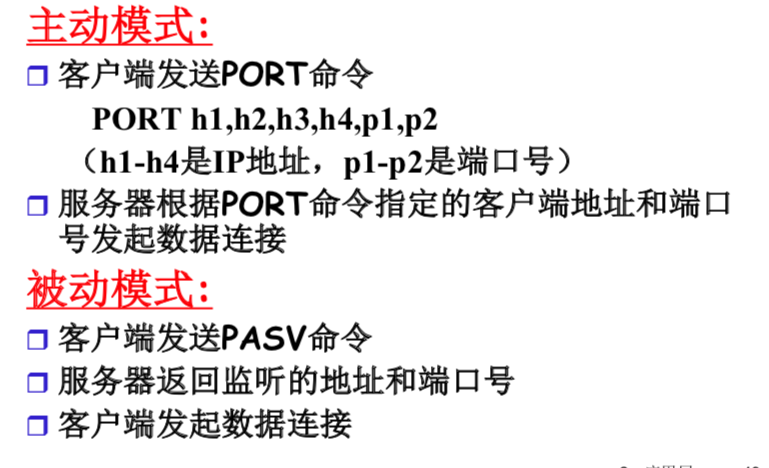 主动模式:
客户端发送PORT命令
PORT h1,h2,h3,h4,p1,p2
（h1-h4是IP地址，p1-p2是端口号）
服务器根据PORT命令指定的客户端地址和端口
号发起数据连接
被动模式:
客户端发送PASV命令
服务器返回监听的地址和端口号
客户端发起数据连接